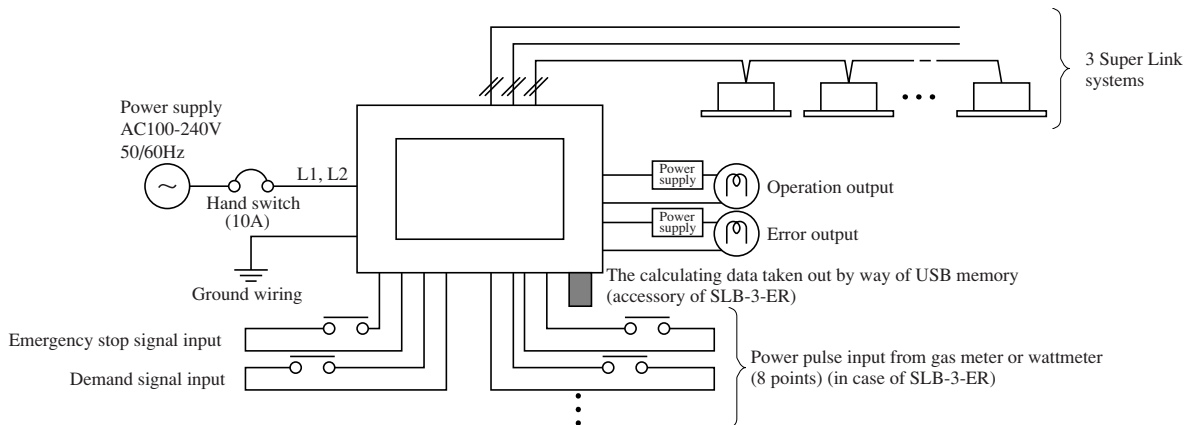 3 Super Link
systems
Power supply
AC100-240V
50/60Hz
L1, L2
Hand switch
(10A)
Ground wiring
Power
supply
Operation output
Power
supply
Error output
The calculating data taken out by way of USB memory
(accessory of SLB-3-ER)
Emergency stop signal input
Demand signal input
Power pulse input from gas meter or wattmeter
(8 points) (in case of SLB-3-ER)